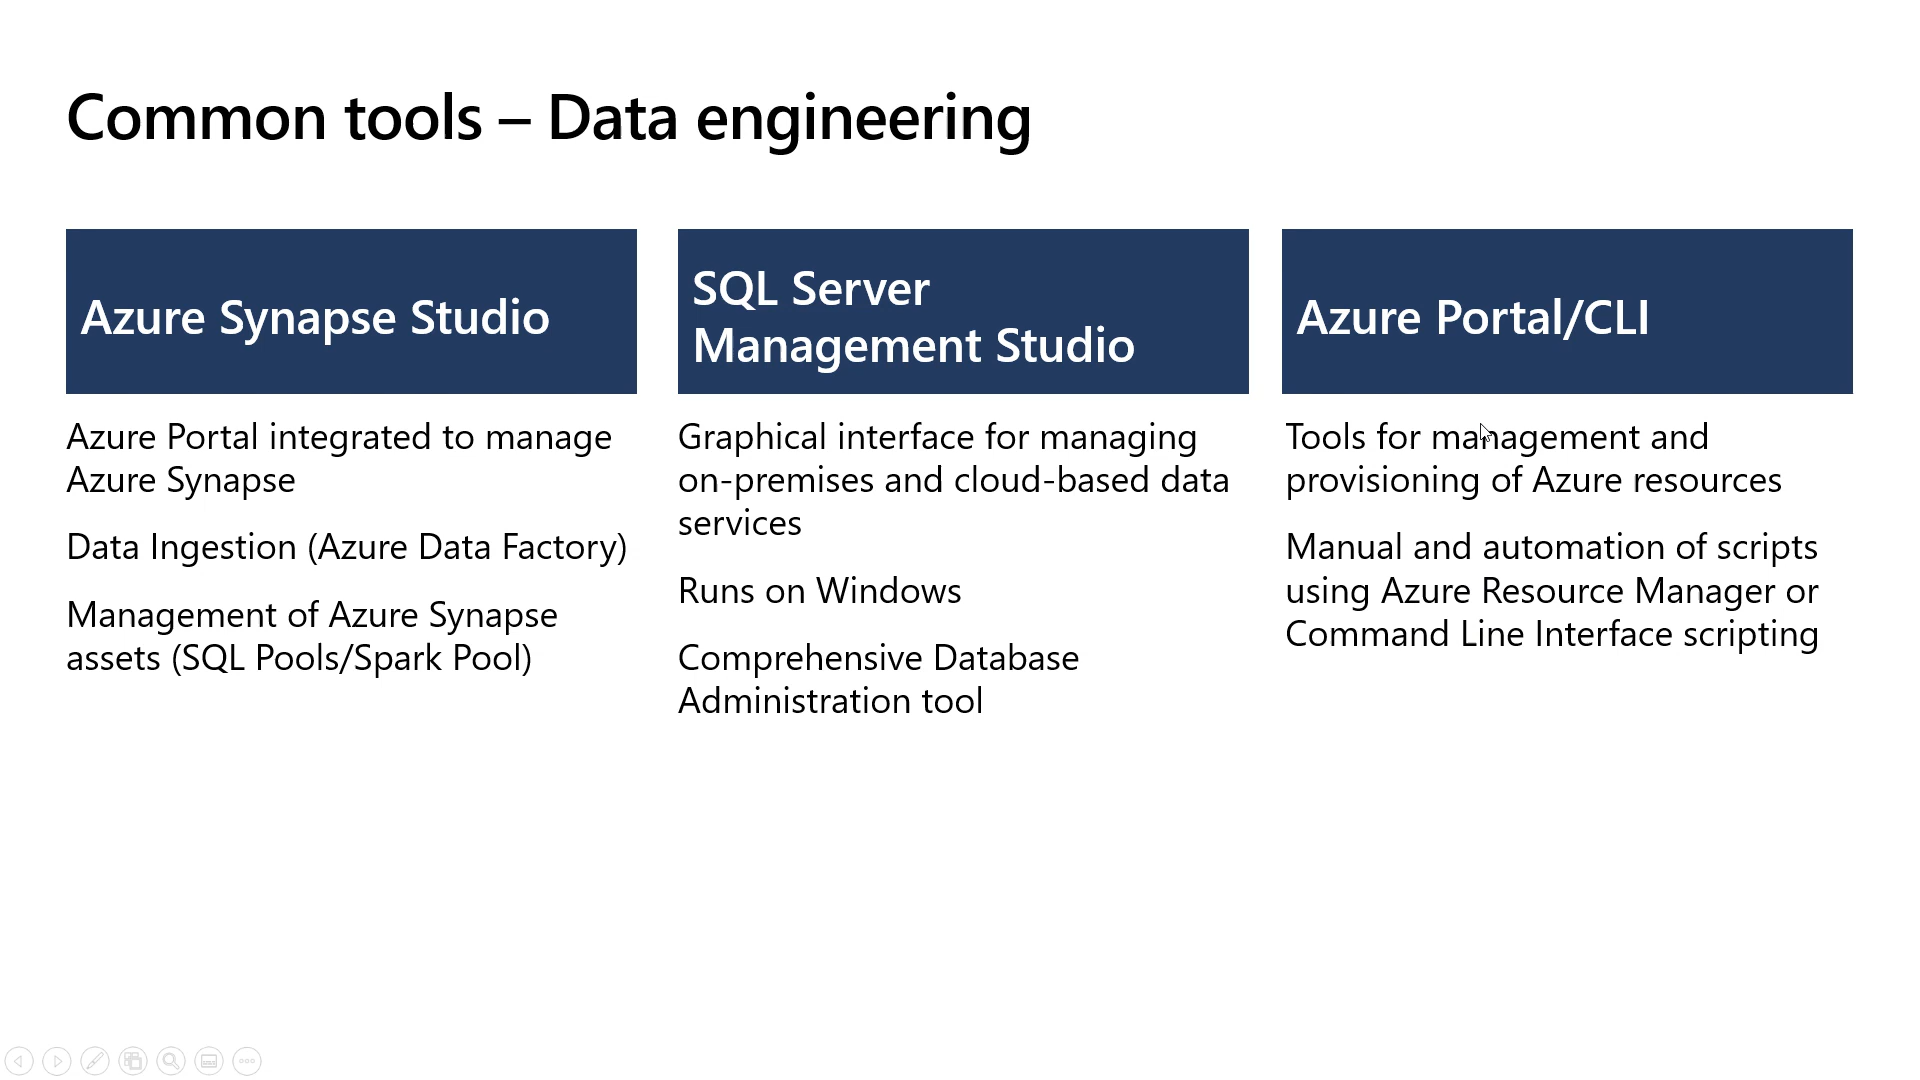 Common tools – Data engineering
Azure Synapse Studio
Azure Portal integrated to manage
Azure Synapse
Data Ingestion (Azure Data Factory)
Management of Azure Synapse
assets (SQL Pools/Spark Pool)
SQL Server
Management Studio
Graphical interface for managing
on-premises and cloud-based data
services
Runs on Windows
Comprehensive Database
Administration tool
Azure Portal/CLI
Tools for management and
provisioning of Azure resources
Manual and automation of scripts
using Azure Resource Manager or
Command Line Interface scripting